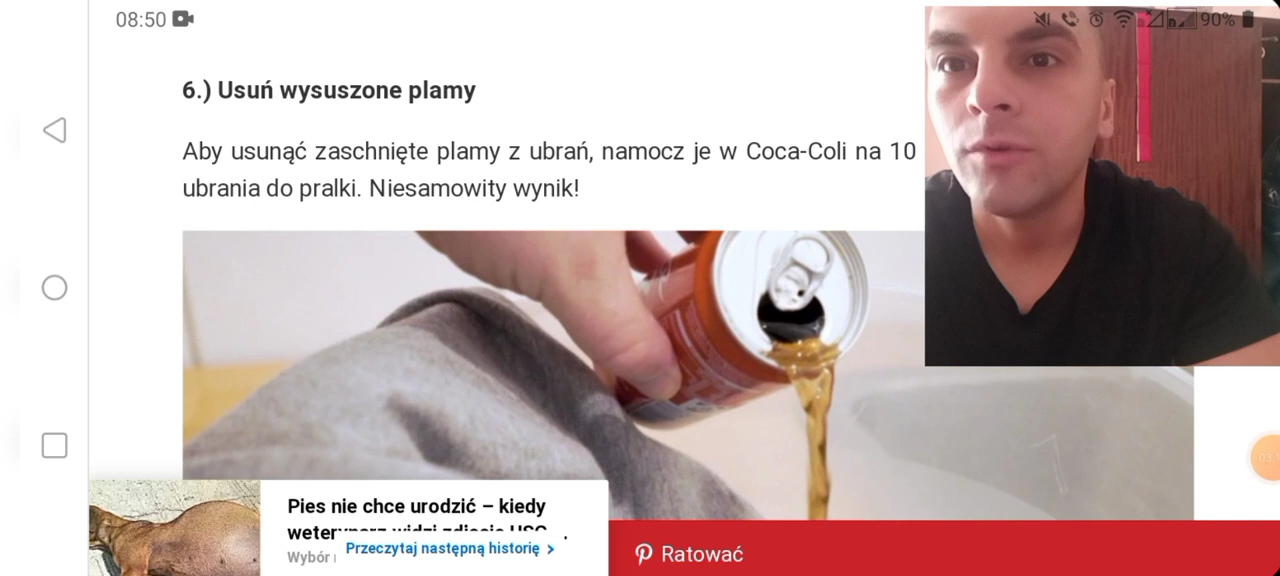 08:50
90%
6.) Usuń wysuszone plamy
Aby usunąć zaschnięte plamy z ubrań, namocz je w Coca-Coli na 10
ubrania do pralki. Niesamowity wynik!
Pies nie chce urodzić – kiedy
Wybór
Przeczytaj następną historię
Ratować